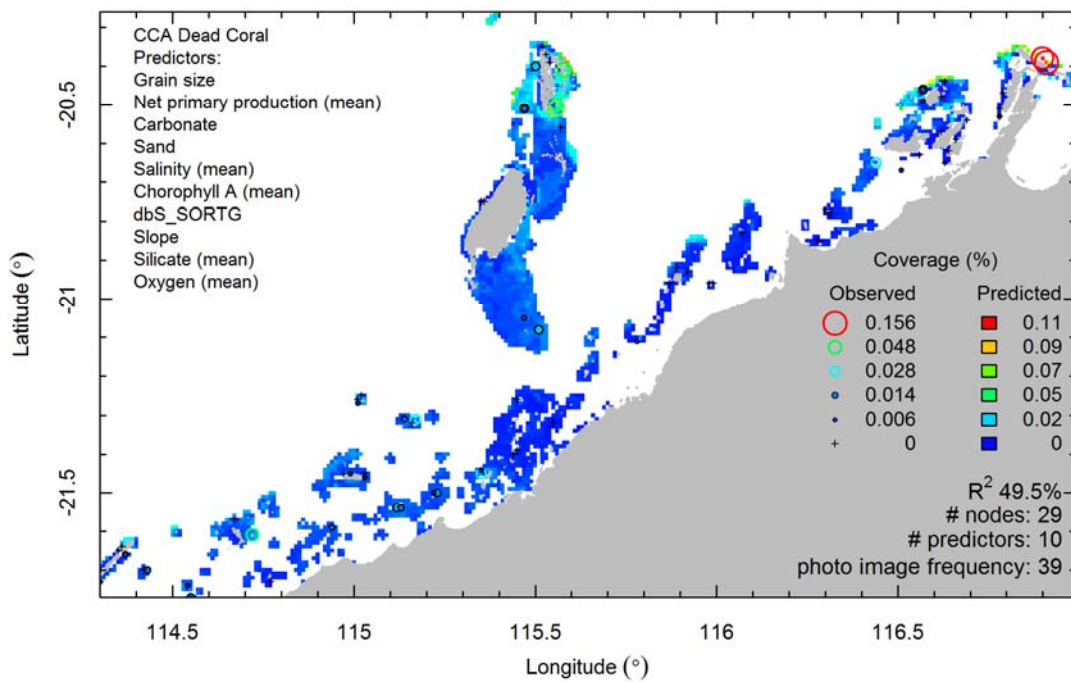 CCA Dead Coral
Predictors:
Grain size
Net primary production (mean)
Carbonate
Sand
Salinity (mean)
Chorophyll A (mean)
dbS_SORTG
Slope
Silicate (mean)
Oxygen (mean)
-20.5
-21
-21.5
Latitude (°)
Coverage (%)
Observed Predicted
0.156 0.11
0.048 0.09
0.028 0.07
0.014 0.05
0.006 0.02
0 0
R² 49.5%
# nodes: 29
# predictors: 10
photo image frequency: 39
114.5 115 115.5 116 116.5
Longitude (°)